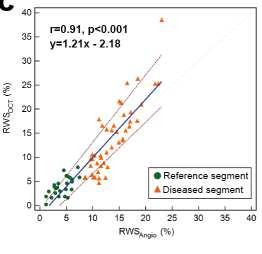 C
r=0.91, p<0.001
y=1.21x - 2.18
RWS_OCT (%)
40
35
30
25
20
15
10
5
0
Reference segment
Diseased segment
0 5 10 15 20 25 30 35 40
RWS_Angio (%)